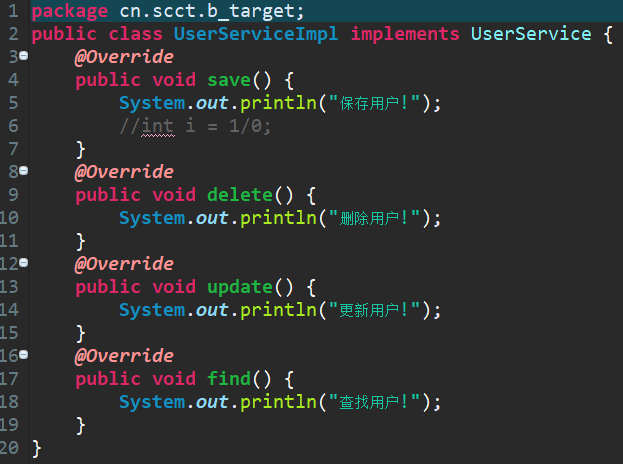 1 package cn.scct.b_target;
2 public class UserServiceImpl implements UserService {
3 @Override
4 public void save() {
5 System.out.println("保存用户!");
6 //int i = 1/0;
7 }
8 @Override
9 public void delete() {
10 System.out.println("删除用户!");
11 }
12 @Override
13 public void update() {
14 System.out.println("更新用户!");
15 }
16 @Override
17 public void find() {
18 System.out.println("查找用户!");
19 }
20 }